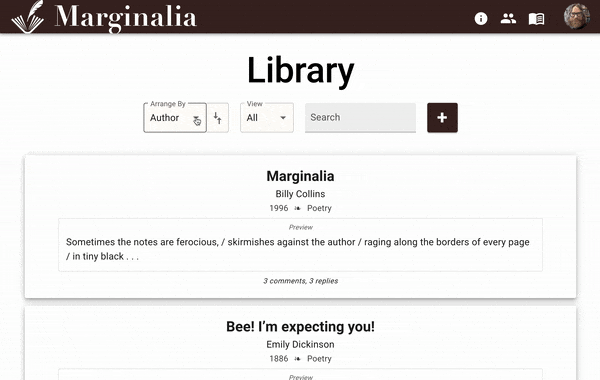 Marginalia
Library
Arrange By
Author
View
All
Search
+
Marginalia
Billy Collins
1996 ❧ Poetry
Preview
Sometimes the notes are ferocious, / skirmishes against the author / raging along the borders of every page
/ in tiny black . . .
3 comments, 3 replies
Bee! I’m expecting you!
Emily Dickinson
1886 ❧ Poetry
Preview